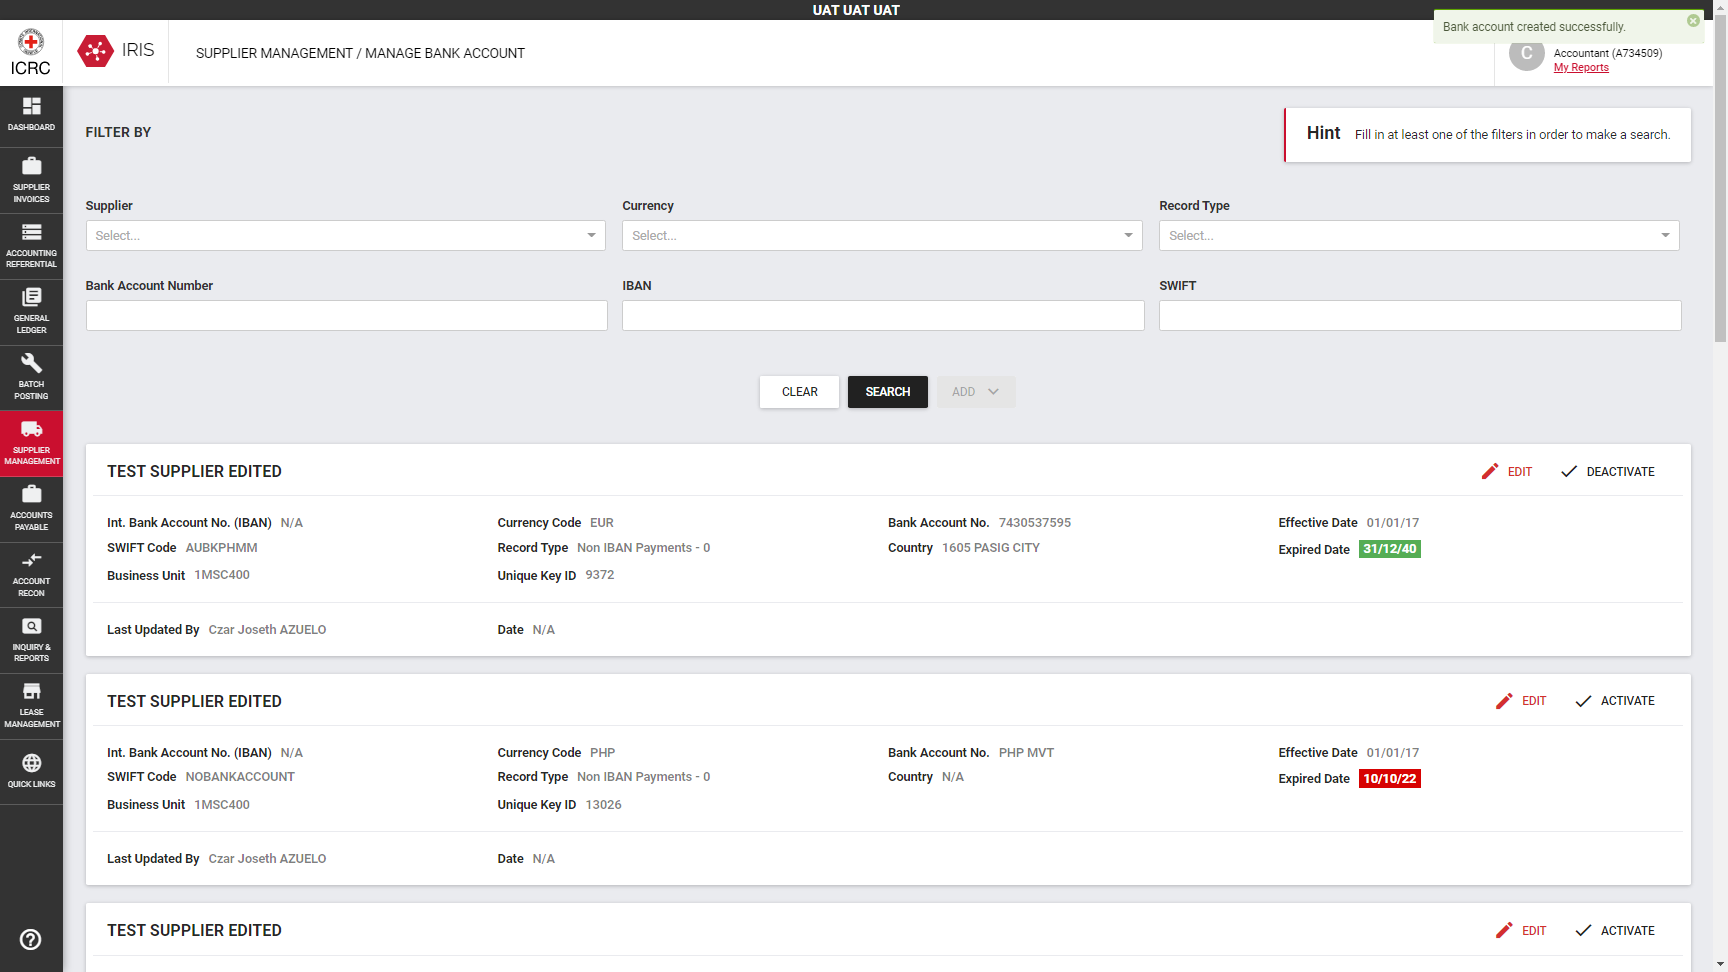 UAT UAT UAT
Bank account created successfully.
ICRC
IRIS
SUPPLIER MANAGEMENT / MANAGE BANK ACCOUNT
C
Accountant (A734509)
My Reports
DASHBOARD
SUPPLIER
INVOICES
ACCOUNTING
REFERENTIAL
GENERAL
LEDGER
BATCH
POSTING
SUPPLIER
MANAGEMENT
ACCOUNTS
PAYABLE
ACCOUNT
RECON
INQUIRY &
REPORTS
LEASE
MANAGEMENT
QUICK LINKS
FILTER BY
Hint Fill in at least one of the filters in order to make a search.
Supplier Currency Record Type
Select... Select... Select...
Bank Account Number IBAN SWIFT
CLEAR SEARCH ADD
TEST SUPPLIER EDITED EDIT DEACTIVATE
Int. Bank Account No. (IBAN) N/A Currency Code EUR Bank Account No. 7430537595 Effective Date 01/01/17
SWIFT Code AUBKPHMM Record Type Non IBAN Payments - 0 Country 1605 PASIG CITY Expired Date 31/12/40
Business Unit 1MSC400 Unique Key ID 9372
Last Updated By Czar Joseth AZUELO Date N/A
TEST SUPPLIER EDITED EDIT ACTIVATE
Int. Bank Account No. (IBAN) N/A Currency Code PHP Bank Account No. PHP MVT Effective Date 01/01/17
SWIFT Code NOBANKACCOUNT Record Type Non IBAN Payments - 0 Country N/A Expired Date 10/10/22
Business Unit 1MSC400 Unique Key ID 13026
Last Updated By Czar Joseth AZUELO Date N/A
TEST SUPPLIER EDITED EDIT ACTIVATE